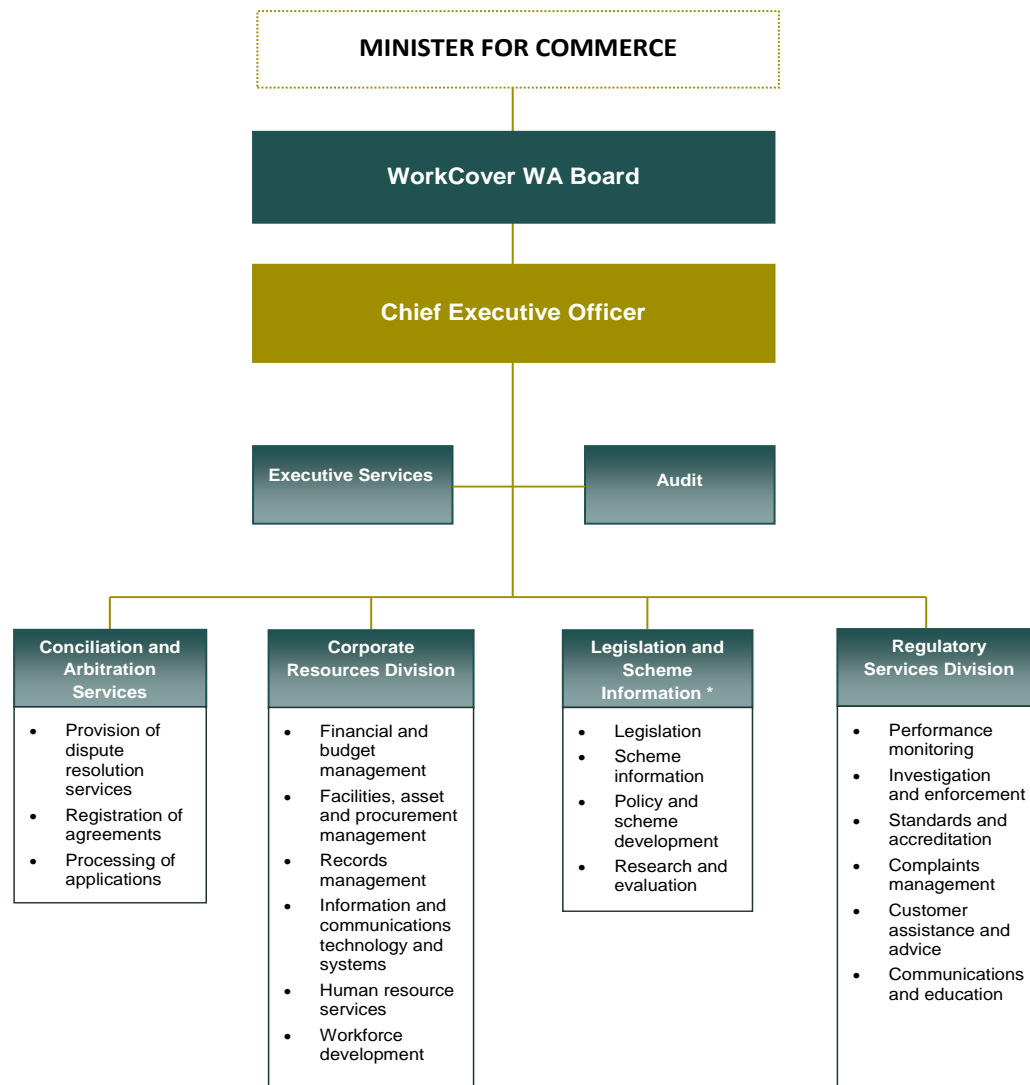 MINISTER FOR COMMERCE
WorkCover WA Board
Chief Executive Officer
Executive Services
Audit
Conciliation and
Arbitration
Services
• Provision of
dispute
resolution
services
• Registration of
agreements
• Processing of
applications
Corporate
Resources Division
• Financial and
budget
management
• Facilities, asset
and procurement
management
• Records
management
• Information and
communications
technology and
systems
• Human resource
services
• Workforce
development
Legislation and
Scheme
Information *
• Legislation
• Scheme
information
• Policy and
scheme
development
• Research and
evaluation
Regulatory
Services Division
• Performance
monitoring
• Investigation
and enforcement
• Standards and
accreditation
• Complaints
management
• Customer
assistance and
advice
• Communications
and education